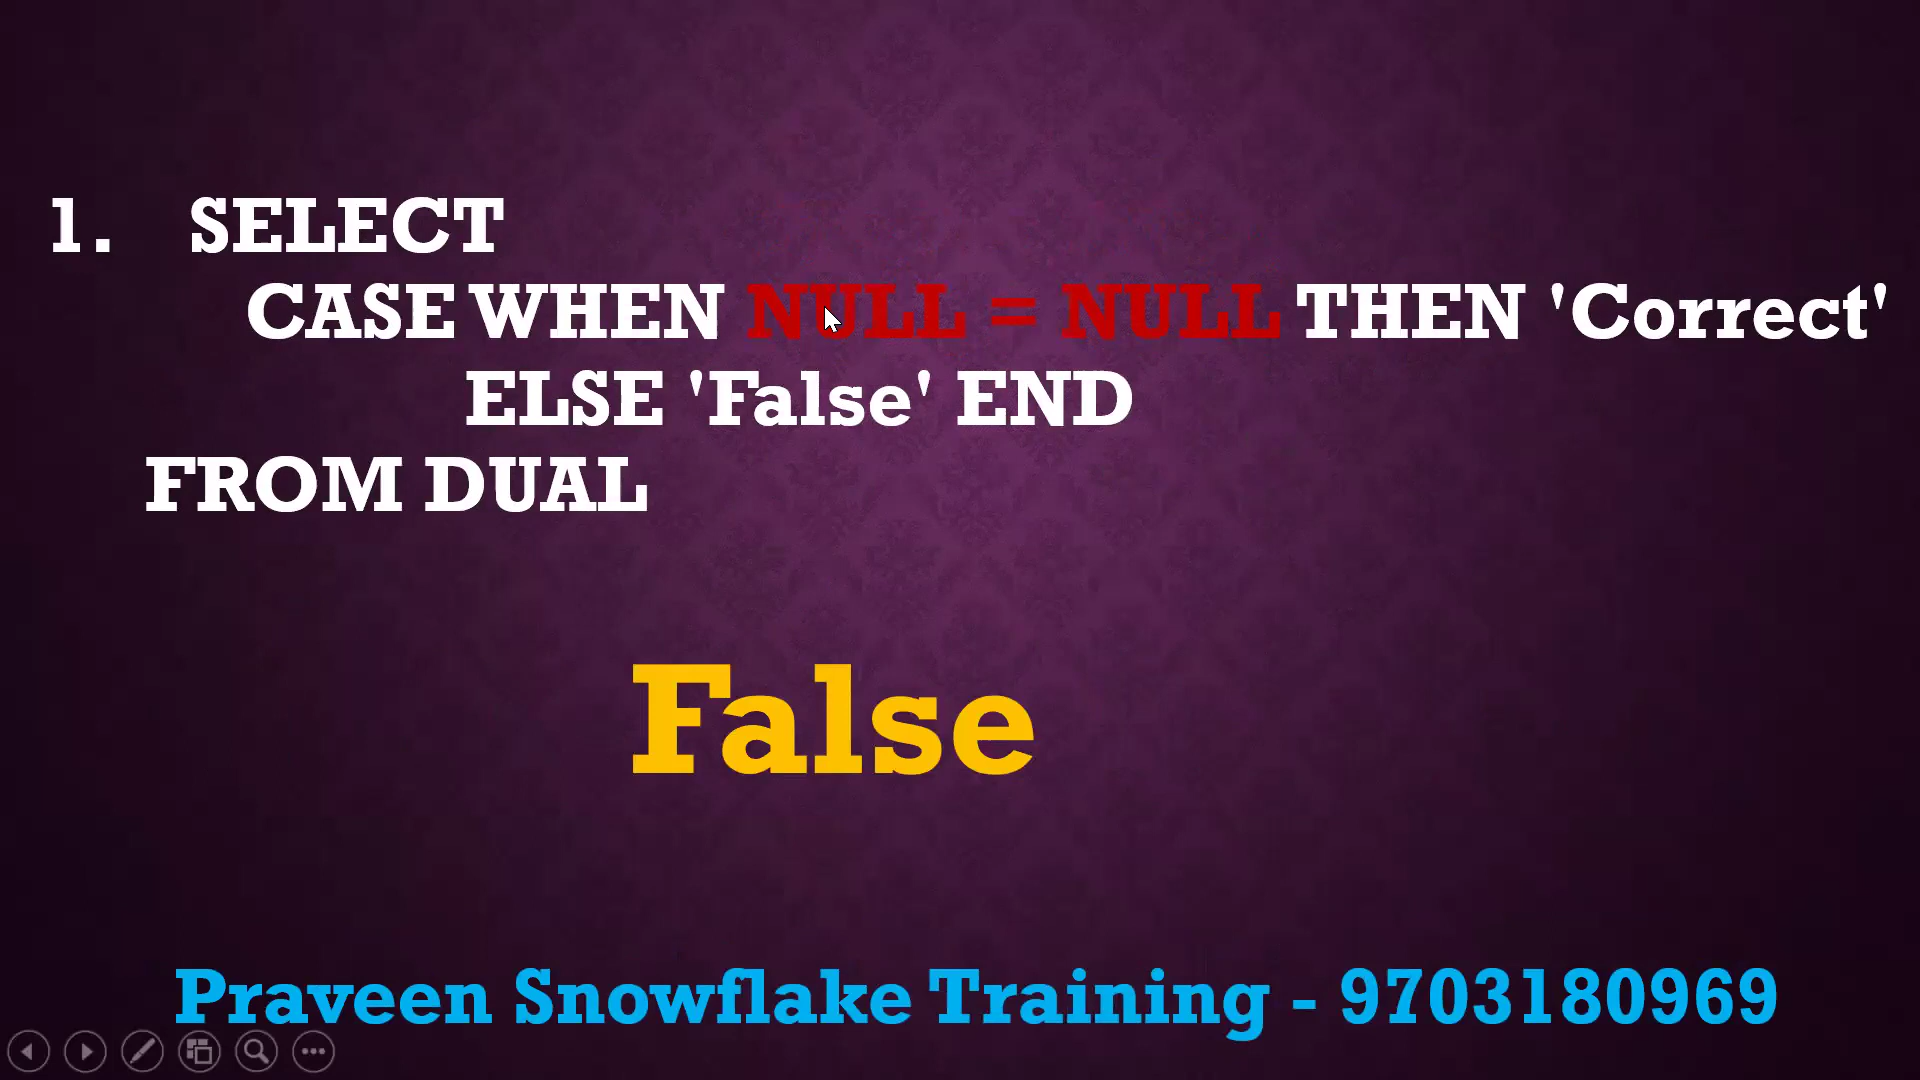 1. SELECT
CASE WHEN NULL = NULL THEN 'Correct'
ELSE 'False' END
FROM DUAL
False
Praveen Snowflake Training - 9703180969